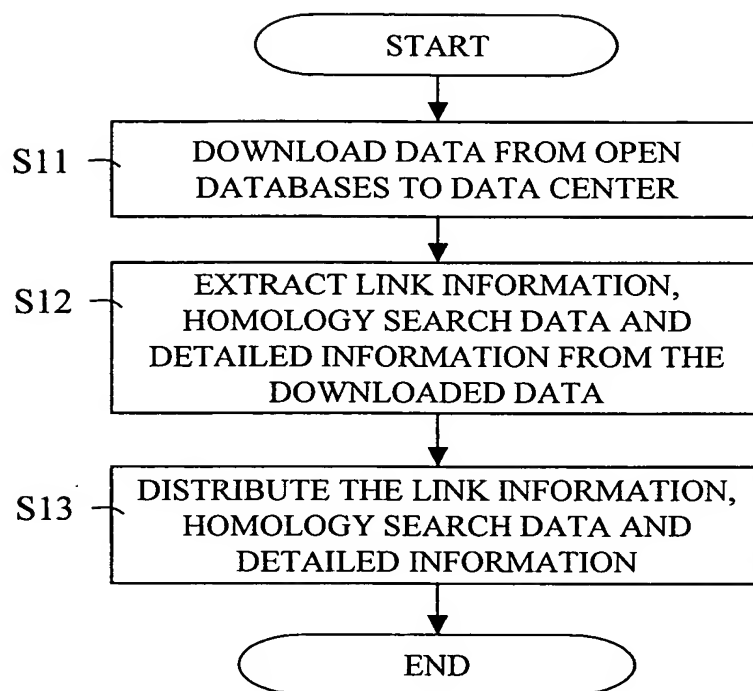 START
S11
DOWNLOAD DATA FROM OPEN
DATABASES TO DATA CENTER
S12
EXTRACT LINK INFORMATION,
HOMOLOGY SEARCH DATA AND
DETAILED INFORMATION FROM THE
DOWNLOADED DATA
S13
DISTRIBUTE THE LINK INFORMATION,
HOMOLOGY SEARCH DATA AND
DETAILED INFORMATION
END